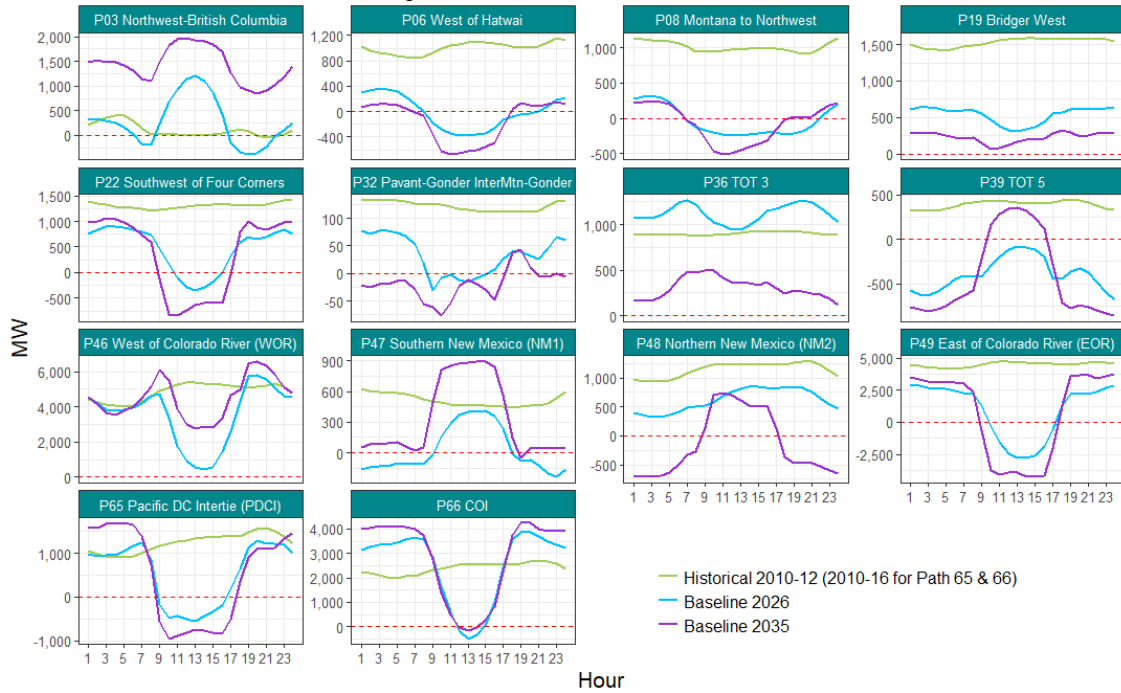 P03 Northwest-British Columbia
P06 West of Hatwai
P08 Montana to Northwest
P19 Bridger West
2,000
1,500
1,000
500
0
1,200
800
400
0
-400
1,000
500
0
-500
1,500
1,000
500
0
P22 Southwest of Four Corners
P32 Pavant-Gonder InterMtn-Gonder
P36 TOT 3
P39 TOT 5
1,500
1,000
500
0
-500
100
50
0
-50
1,000
500
0
500
0
-500
MW
P46 West of Colorado River (WOR)
P47 Southern New Mexico (NM1)
P48 Northern New Mexico (NM2)
P49 East of Colorado River (EOR)
6,000
4,000
2,000
0
900
600
300
0
1,000
500
0
-500
5,000
2,500
0
-2,500
1 3 5 7 9 11 13 15 17 19 21 23
1 3 5 7 9 11 13 15 17 19 21 23
P65 Pacific DC Intertie (PDCI)
P66 COI
1,000
0
-1,000
4,000
3,000
2,000
1,000
0
1 3 5 7 9 11 13 15 17 19 21 23
1 3 5 7 9 11 13 15 17 19 21 23
Historical 2010-12 (2010-16 for Path 65 & 66)
Baseline 2026
Baseline 2035
Hour